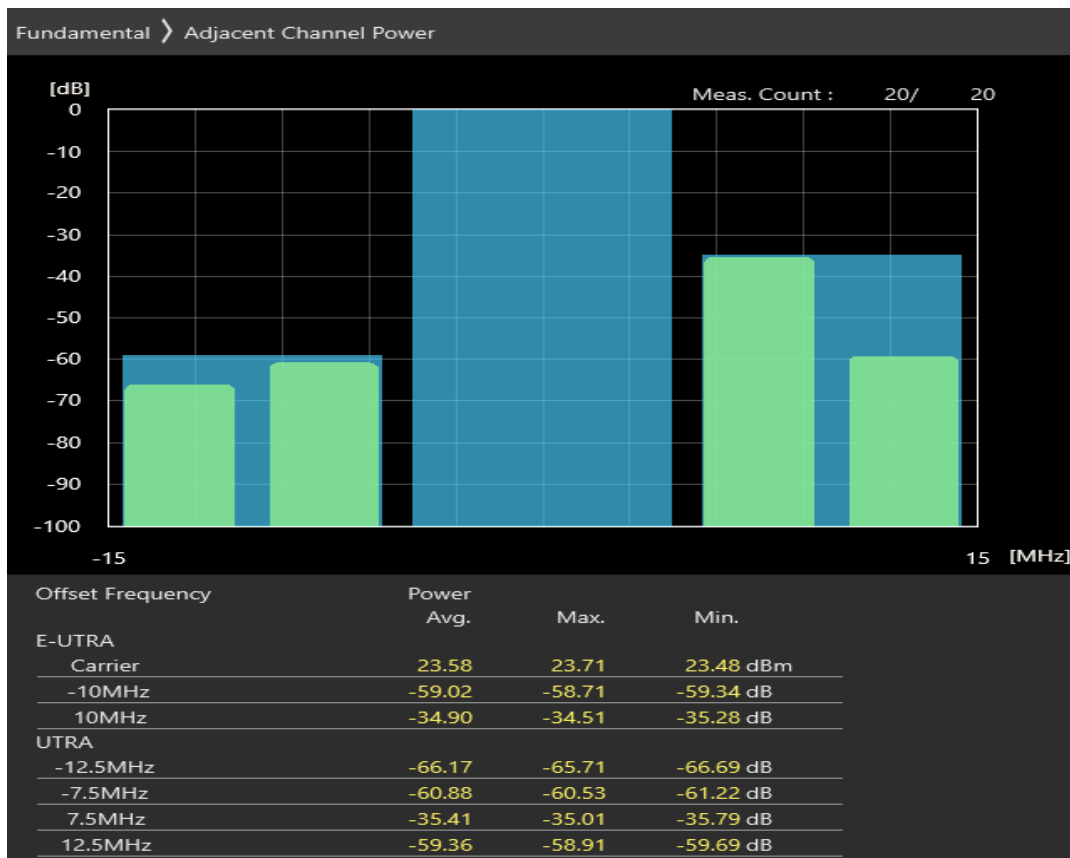 Fundamental 〉 Adjacent Channel Power
[dB]
Meas. Count : 20/ 20
0
-10
-20
-30
-40
-50
-60
-70
-80
-90
-100
-15 15 [MHz]
Offset Frequency Power
Avg. Max. Min.
E-UTRA
Carrier 23.58 23.71 23.48 dBm
-10MHz -59.02 -58.71 -59.34 dB
10MHz -34.90 -34.51 -35.28 dB
UTRA
-12.5MHz -66.17 -65.71 -66.69 dB
-7.5MHz -60.88 -60.53 -61.22 dB
7.5MHz -35.41 -35.01 -35.79 dB
12.5MHz -59.36 -58.91 -59.69 dB